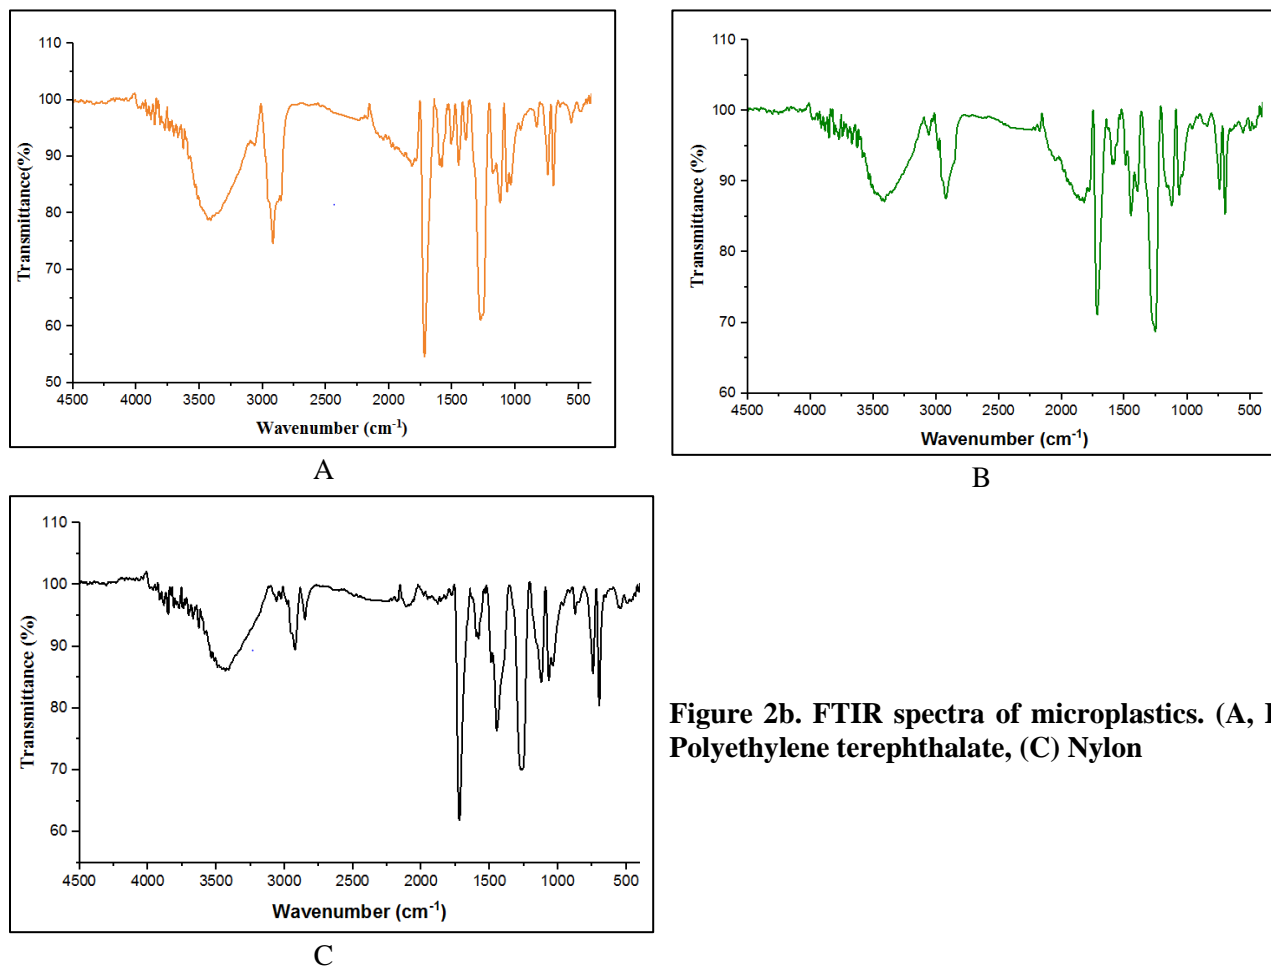 110
100
90
80
70
60
50
Transmittance(%)
4500 4000 3500 3000 2500 2000 1500 1000 500
Wavenumber (cm⁻¹)
A
110
100
90
80
70
60
Transmittance (%)
4500 4000 3500 3000 2500 2000 1500 1000 500
Wavenumber (cm⁻¹)
B
110
100
90
80
70
60
Transmittance (%)
4500 4000 3500 3000 2500 2000 1500 1000 500
Wavenumber (cm⁻¹)
C
Figure 2b. FTIR spectra of microplastics. (A,
Polyethylene terephthalate, (C) Nylon